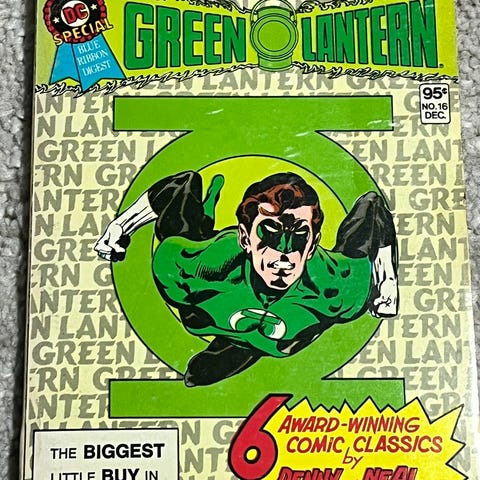 DC
SPECIAL
BLUE
RIBBON
DIGEST
GREEN LANTERN
95¢
NO. 16
DEC.
6 AWARD-WINNING
COMIC CLASSICS
by
THE BIGGEST
LITTLE BUY IN